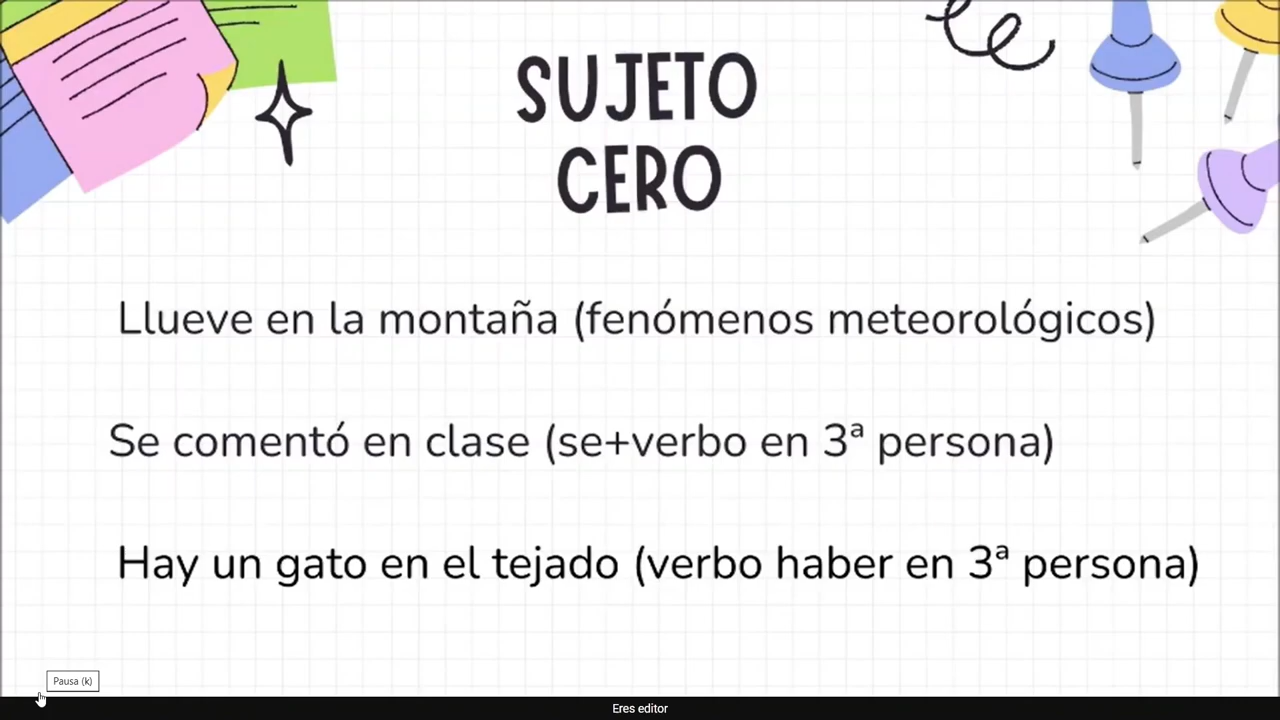 SUJETO
CERO
Llueve en la montaña (fenómenos meteorológicos)
Se comentó en clase (se+verbo en 3ª persona)
Hay un gato en el tejado (verbo haber en 3ª persona)
Pausa (k)
Eres editor